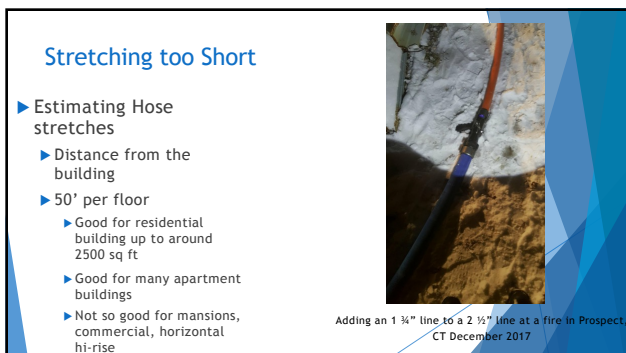 Stretching too Short
Estimating Hose
stretches
Distance from the
building
50’ per floor
Good for residential
building up to around
2500 sq ft
Good for many apartment
buildings
Not so good for mansions,
commercial, horizontal
hi-rise
Adding an 1 ¾” line to a 2 ½” line at a fire in Prospect,
CT December 2017